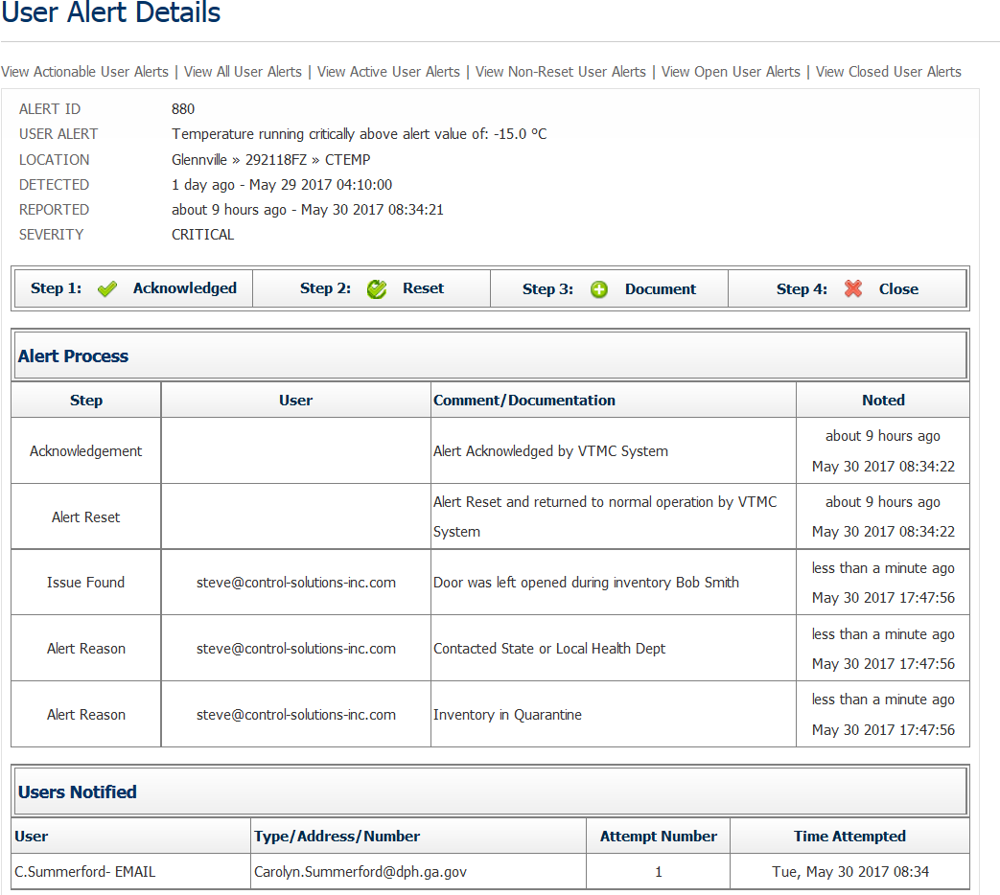 User Alert Details
View Actionable User Alerts | View All User Alerts | View Active User Alerts | View Non-Reset User Alerts | View Open User Alerts | View Closed User Alerts
ALERT ID 880
USER ALERT Temperature running critically above alert value of: -15.0 ºC
LOCATION Glennville » 292118FZ » CTEMP
DETECTED 1 day ago - May 29 2017 04:10:00
REPORTED about 9 hours ago - May 30 2017 08:34:21
SEVERITY CRITICAL
Step 1: Acknowledged Step 2: Reset Step 3: Document Step 4: Close
Alert Process
Step User Comment/Documentation Noted
Acknowledgement Alert Acknowledged by VTMC System about 9 hours ago
May 30 2017 08:34:22
Alert Reset Alert Reset and returned to normal operation by VTMC
System about 9 hours ago
May 30 2017 08:34:22
Issue Found steve@control-solutions-inc.com Door was left opened during inventory Bob Smith less than a minute ago
May 30 2017 17:47:56
Alert Reason steve@control-solutions-inc.com Contacted State or Local Health Dept less than a minute ago
May 30 2017 17:47:56
Alert Reason steve@control-solutions-inc.com Inventory in Quarantine less than a minute ago
May 30 2017 17:47:56
Users Notified
User Type/Address/Number Attempt Number Time Attempted
C.Summerford- EMAIL Carolyn.Summerford@dph.ga.gov 1 Tue, May 30 2017 08:34